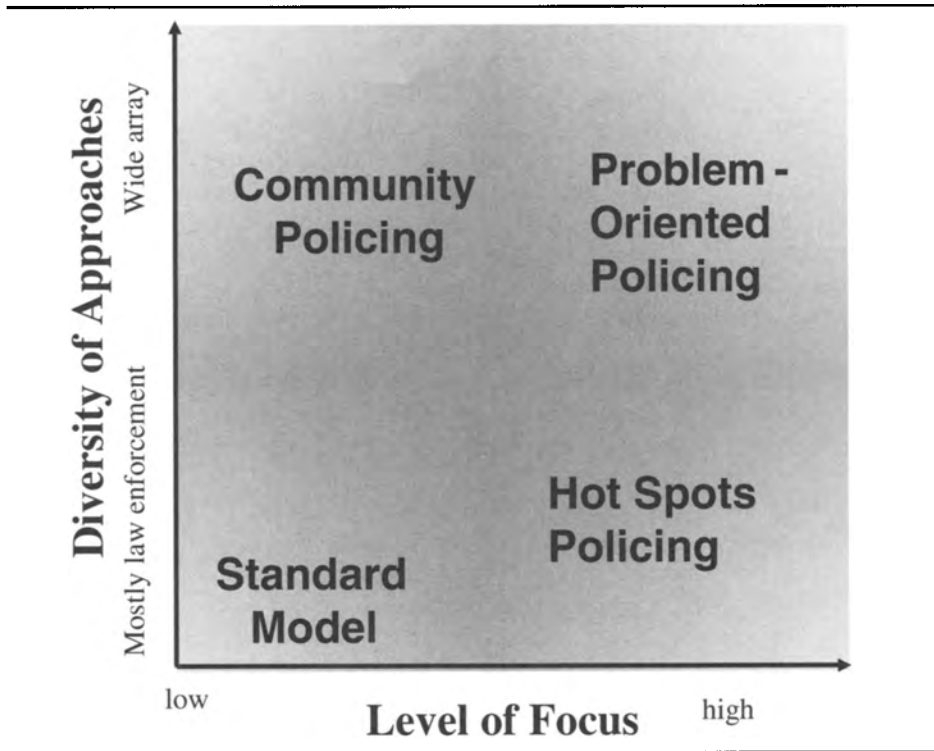 Diversity of Approaches
Wide array
Mostly law enforcement
Community
Policing
Problem -
Oriented
Policing
Hot Spots
Policing
Standard
Model
low
high
Level of Focus